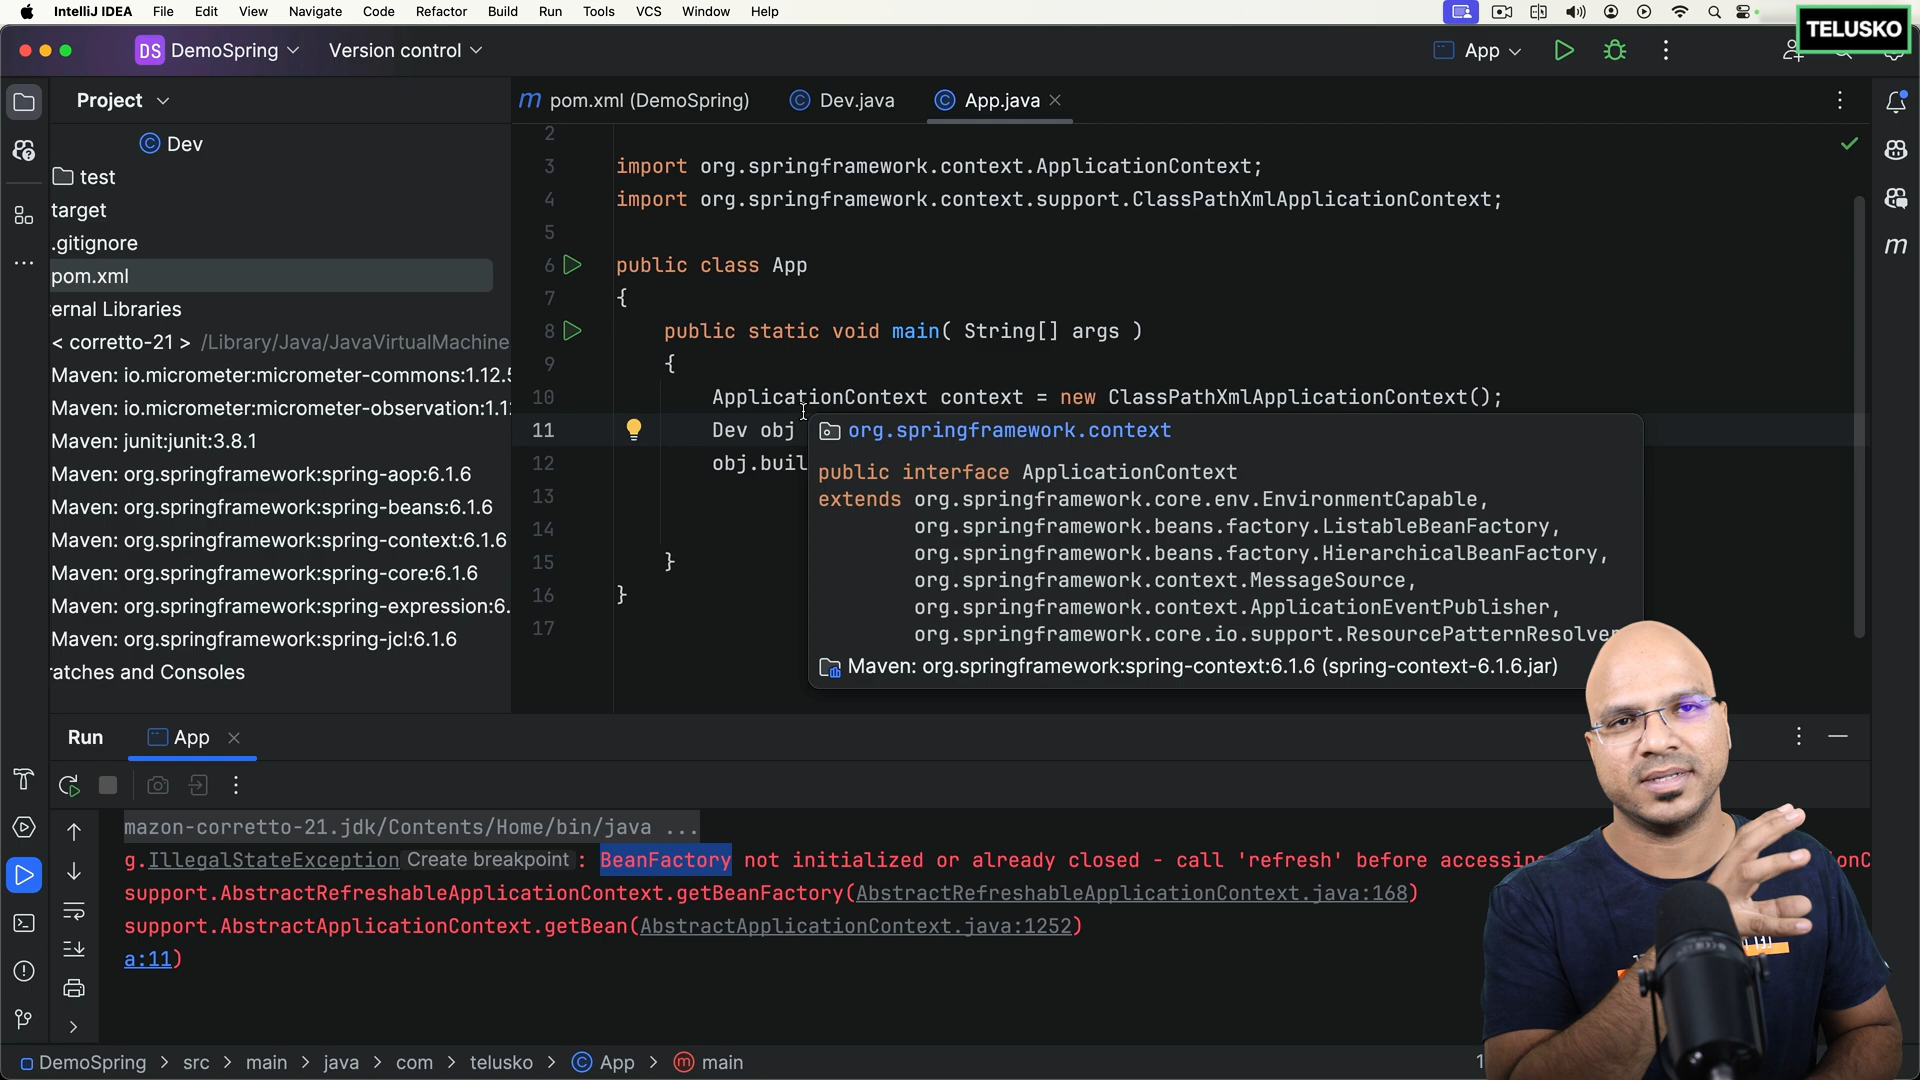 IntelliJ IDEA File Edit View Navigate Code Refactor Build Run Tools VCS Window Help
TELUSKO
DS DemoSpring Version control App
Project
m pom.xml (DemoSpring) Dev.java App.java
Dev
test
target
.gitignore
pom.xml
ernal Libraries
< corretto-21 > /Library/Java/JavaVirtualMachine
Maven: io.micrometer:micrometer-commons:1.12.5
Maven: io.micrometer:micrometer-observation:1.1
Maven: junit:junit:3.8.1
Maven: org.springframework:spring-aop:6.1.6
Maven: org.springframework:spring-beans:6.1.6
Maven: org.springframework:spring-context:6.1.6
Maven: org.springframework:spring-core:6.1.6
Maven: org.springframework:spring-expression:6.
Maven: org.springframework:spring-jcl:6.1.6
ratches and Consoles
2
3 import org.springframework.context.ApplicationContext;
4 import org.springframework.context.support.ClassPathXmlApplicationContext;
5
6 public class App
7 {
8 public static void main( String[] args )
9 {
10 ApplicationContext context = new ClassPathXmlApplicationContext();
11 Dev obj
12 obj.buil
13
14
15 }
16 }
17
org.springframework.context
public interface ApplicationContext
extends org.springframework.core.env.EnvironmentCapable,
org.springframework.beans.factory.ListableBeanFactory,
org.springframework.beans.factory.HierarchicalBeanFactory,
org.springframework.context.MessageSource,
org.springframework.context.ApplicationEventPublisher,
org.springframework.core.io.support.ResourcePatternResolver
Maven: org.springframework:spring-context:6.1.6 (spring-context-6.1.6.jar)
m
Run App
mazon-corretto-21.jdk/Contents/Home/bin/java ...
g.IllegalStateException Create breakpoint : BeanFactory not initialized or already closed - call 'refresh' before accessin
support.AbstractRefreshableApplicationContext.getBeanFactory(AbstractRefreshableApplicationContext.java:168)
support.AbstractApplicationContext.getBean(AbstractApplicationContext.java:1252)
a:11)
DemoSpring > src > main > java > com > telusko > App > main